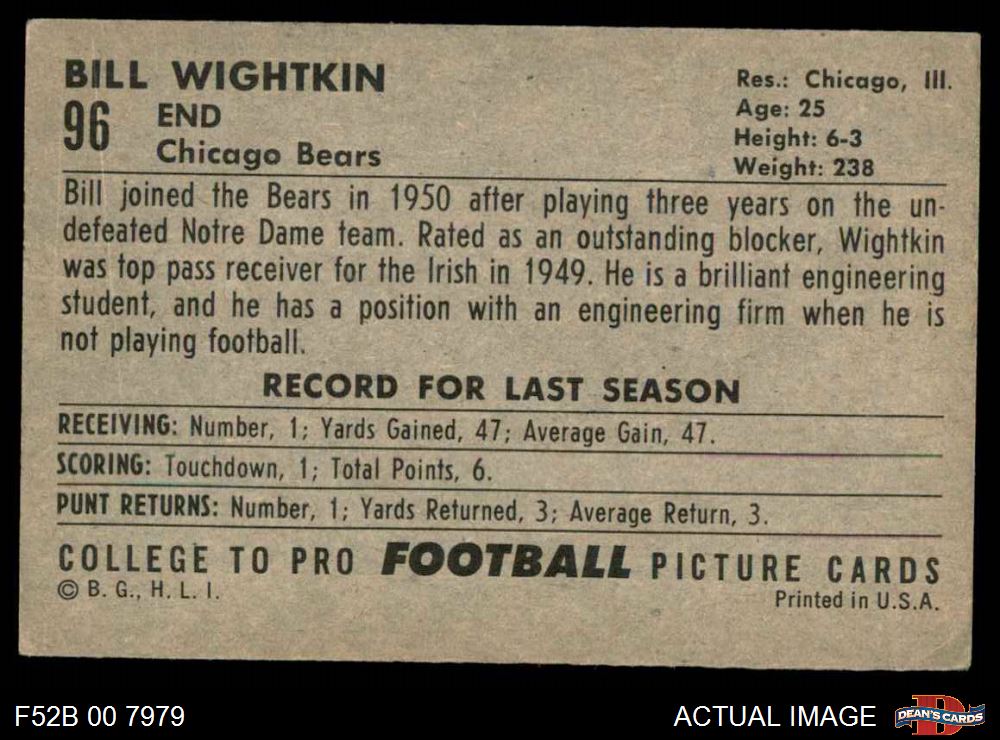 BILL WIGHTKIN
96
END
Chicago Bears
Res.: Chicago, Ill.
Age: 25
Height: 6-3
Weight: 238
Bill joined the Bears in 1950 after playing three years on the un-
defeated Notre Dame team. Rated as an outstanding blocker, Wightkin
was top pass receiver for the Irish in 1949. He is a brilliant engineering
student, and he has a position with an engineering firm when he is
not playing football.
RECORD FOR LAST SEASON
RECEIVING: Number, 1; Yards Gained, 47; Average Gain, 47.
SCORING: Touchdown, 1; Total Points, 6.
PUNT RETURNS: Number, 1; Yards Returned, 3; Average Return, 3.
COLLEGE TO PRO FOOTBALL PICTURE CARDS
© B. G., H. L. I.
Printed in U.S.A.
F52B 00 7979
ACTUAL IMAGE
D
DEAN'S CARDS